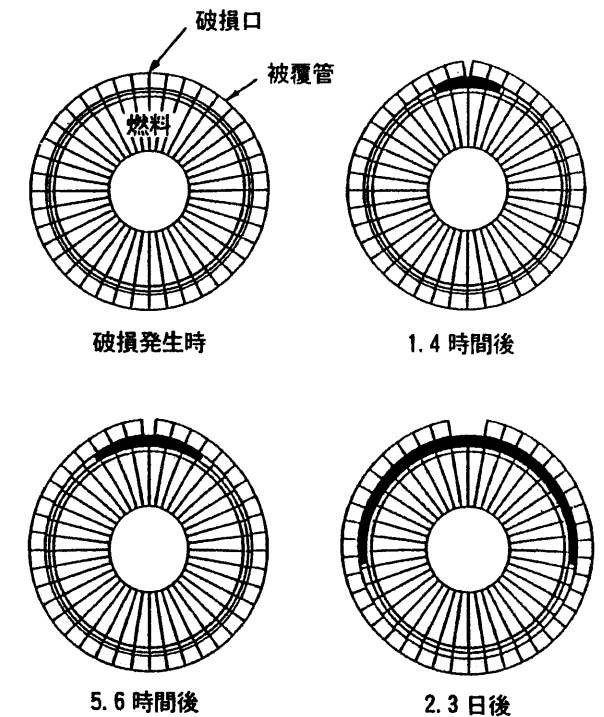 破損口
被覆管
燃料
破損発生時
1.4時間後
5.6時間後
2.3日後